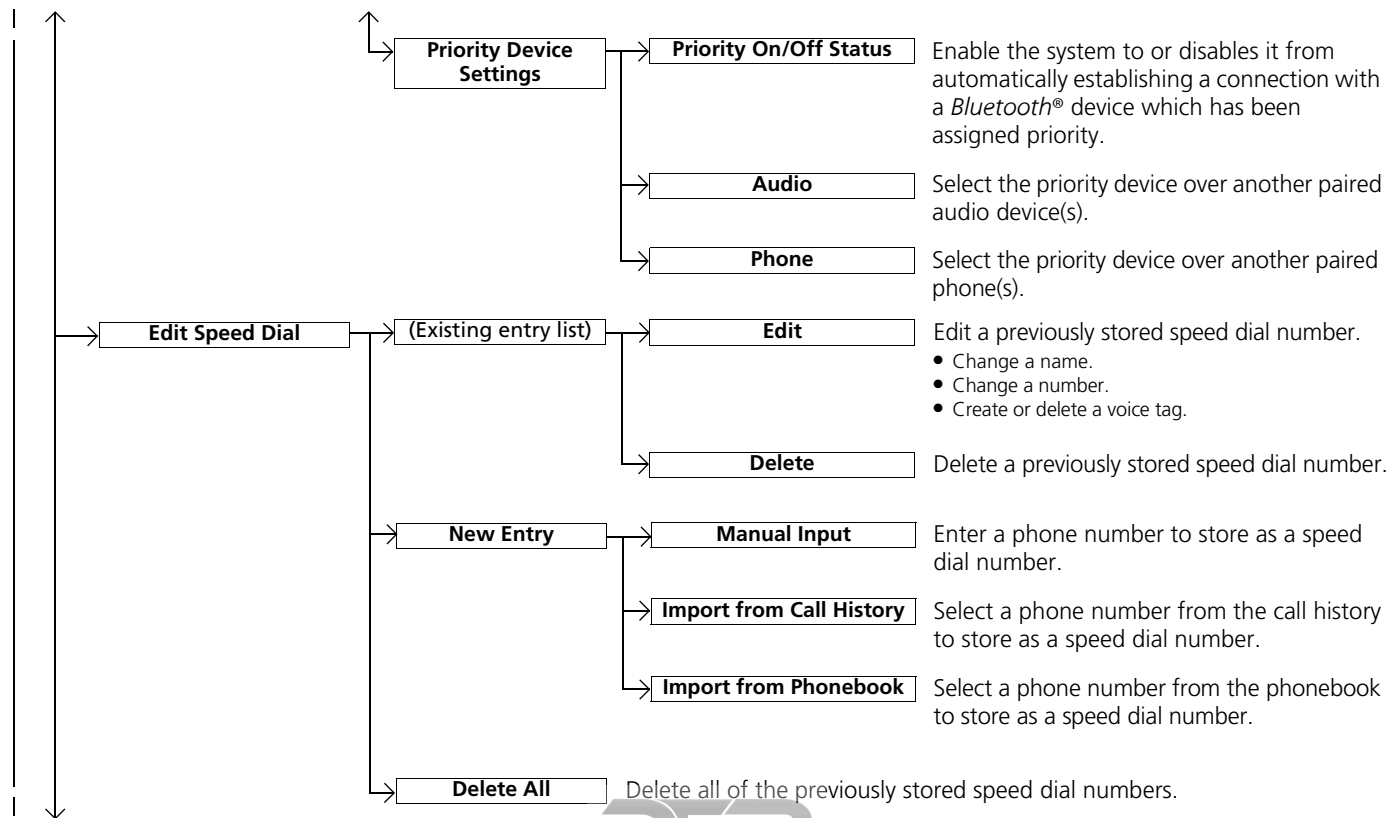 Priority Device
Settings
Priority On/Off Status
Enable the system to or disables it from
automatically establishing a connection with
a Bluetooth® device which has been
assigned priority.
Audio
Select the priority device over another paired
audio device(s).
Phone
Select the priority device over another paired
phone(s).
Edit Speed Dial
(Existing entry list)
Edit
Edit a previously stored speed dial number.
● Change a name.
● Change a number.
● Create or delete a voice tag.
Delete
Delete a previously stored speed dial number.
New Entry
Manual Input
Enter a phone number to store as a speed
dial number.
Import from Call History
Select a phone number from the call history
to store as a speed dial number.
Import from Phonebook
Select a phone number from the phonebook
to store as a speed dial number.
Delete All
Delete all of the previously stored speed dial numbers.